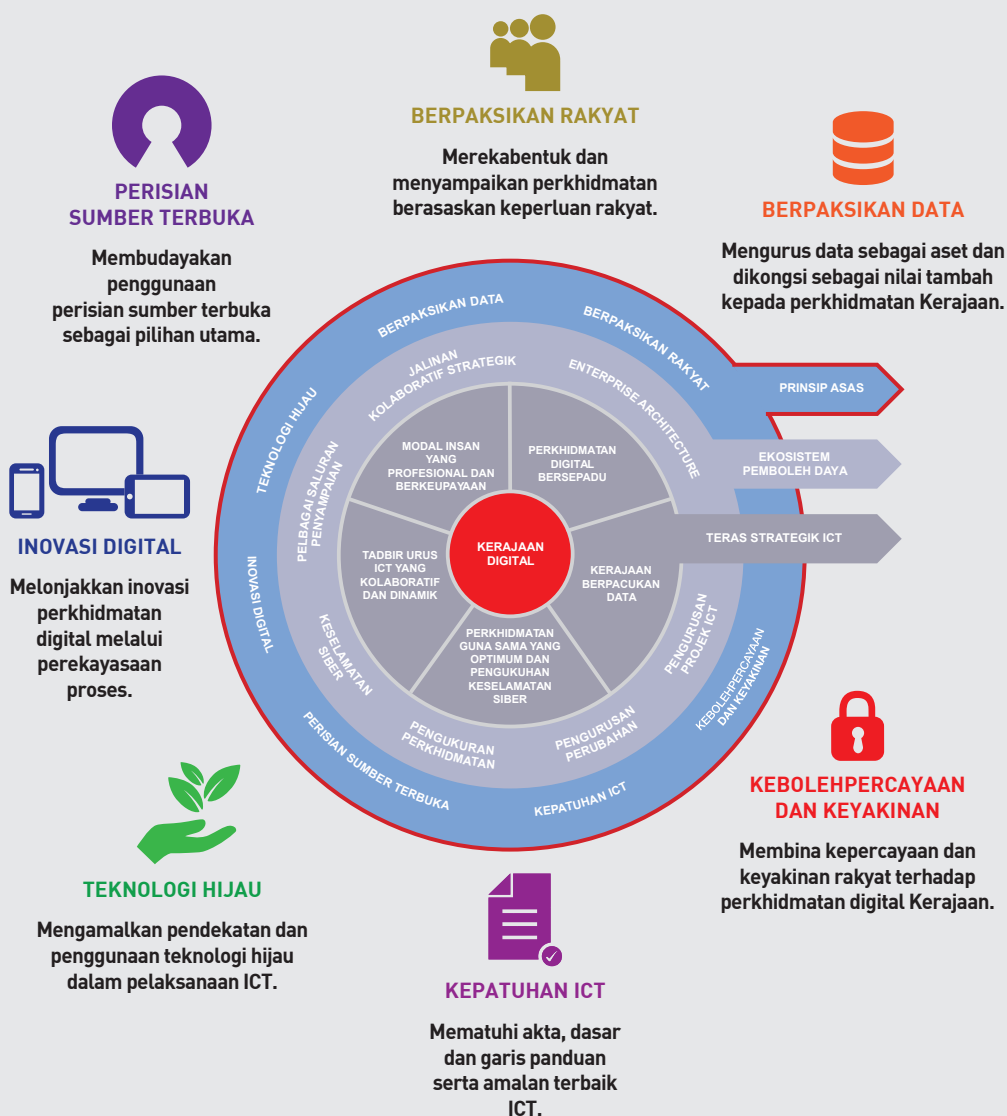 BERPAKSIKAN RAKYAT
Merekabentuk dan
menyampaikan perkhidmatan
berasaskan keperluan rakyat.
PERISIAN
SUMBER TERBUKA
Membudayakan
penggunaan
perisian sumber terbuka
sebagai pilihan utama.
BERPAKSIKAN DATA
Mengurus data sebagai aset dan
dikongsi sebagai nilai tambah
kepada perkhidmatan Kerajaan.
INOVASI DIGITAL
Melonjakkan inovasi
perkhidmatan
digital melalui
perekayasaan
proses.
BERPAKSIKAN DATA
BERPAKSIKAN RAKYAT
TEKNOLOGI HIJAU
INOVASI DIGITAL
PERISIAN SUMBER TERBUKA
KEPATUHAN ICT
KEBOLEHPERCAYAAN
DAN KEYAKINAN
JALINAN
KOLABORATIF STRATEGIK
ENTERPRISE ARCHITECTURE
PELBAGAI SALURAN
PENYAMPAIAN
KESELAMATAN
SIBER
PENGUKURAN
PERKHIDMATAN
PENGURUSAN
PERUBAHAN
PENGURUSAN
PROJEK ICT
MODAL INSAN
YANG
PROFESIONAL DAN
BERKEUPAYAAN
PERKHIDMATAN
DIGITAL
BERSEPADU
TADBIR URUS
ICT YANG
KOLABORATIF
DAN DINAMIK
KERAJAAN
DIGITAL
KERAJAAN
BERPACUKAN
DATA
PERKHIDMATAN
GUNA SAMA YANG
OPTIMUM DAN
PENGUKUHAN
KESELAMATAN
SIBER
PRINSIP ASAS
EKOSISTEM
PEMBOLEH DAYA
TERAS STRATEGIK ICT
TEKNOLOGI HIJAU
Mengamalkan pendekatan dan
penggunaan teknologi hijau
dalam pelaksanaan ICT.
KEBOLEHPERCAYAAN
DAN KEYAKINAN
Membina kepercayaan dan
keyakinan rakyat terhadap
perkhidmatan digital Kerajaan.
KEPATUHAN ICT
Mematuhi akta, dasar
dan garis panduan
serta amalan terbaik
ICT.